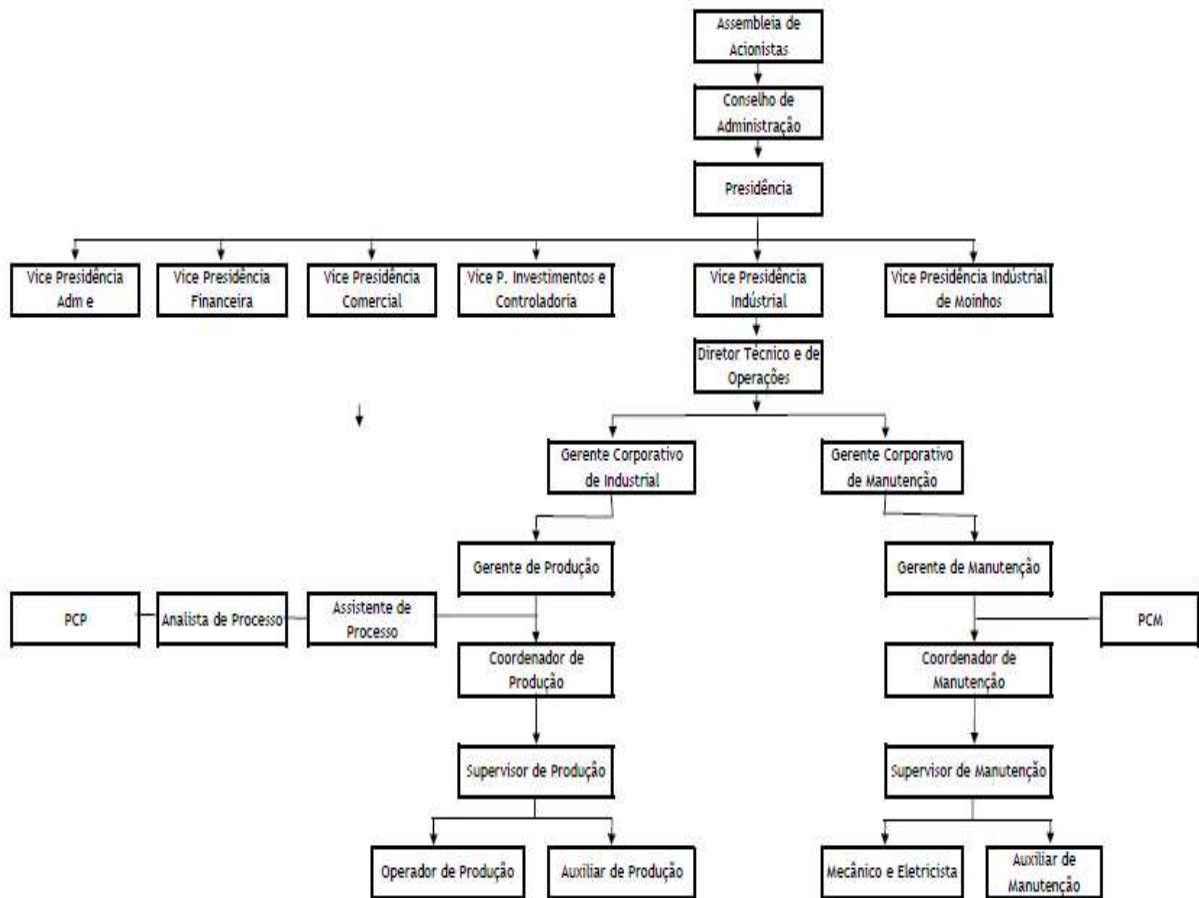 Assembleia de
Acionistas
Conselho de
Administração
Presidência
Vice Presidência
Adm e
Vice Presidência
Financeira
Vice Presidência
Comercial
Vice P. Investimentos e
Controladoria
Vice Presidência
Indústrial
Vice Presidência Indústrial
de Moinhos
Diretor Técnico e de
Operações
Gerente Corporativo
de Industrial
Gerente Corporativo
de Manutenção
Gerente de Produção
Gerente de Manutenção
PCP
Analista de Processo
Assistente de
Processo
PCM
Coordenador de
Produção
Coordenador de
Manutenção
Supervisor de Produção
Supervisor de Manutenção
Operador de Produção
Auxiliar de Produção
Mecânico e Eletricista
Auxiliar de
Manutenção